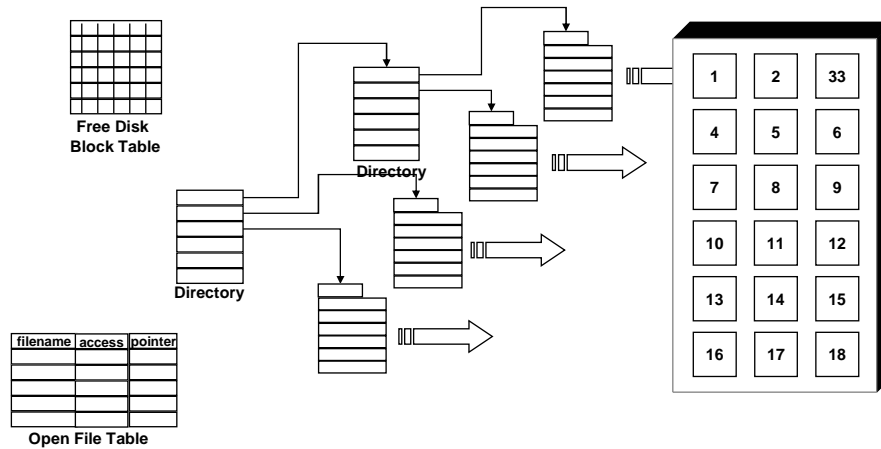 Free Disk
Block Table
Directory
Directory
filename access pointer
Open File Table
1 2 33
4 5 6
7 8 9
10 11 12
13 14 15
16 17 18